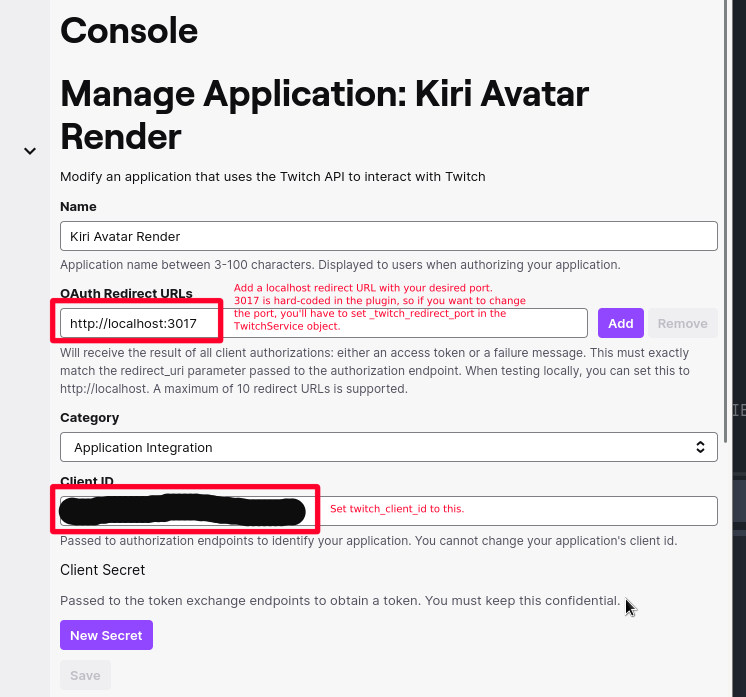 Console
Manage Application: Kiri Avatar
Render
Modify an application that uses the Twitch API to interact with Twitch
Name
Kiri Avatar Render
Application name between 3-100 characters. Displayed to users when authorizing your application.
OAuth Redirect URLs
Add a localhost redirect URL with your desired port.
3017 is hard-coded in the plugin, so if you want to change
the port, you'll have to set _twitch_redirect_port in the
TwitchService object.
http://localhost:3017
Add
Remove
Will receive the result of all client authorizations: either an access token or a failure message. This must exactly
match the redirect_uri parameter passed to the authorization endpoint. When testing locally, you can set this to
http://localhost. A maximum of 10 redirect URLs is supported.
Category
Application Integration
Client ID
Set twitch_client_id to this.
Passed to authorization endpoints to identify your application. You cannot change your application's client id.
Client Secret
Passed to the token exchange endpoints to obtain a token. You must keep this confidential.
New Secret
Save